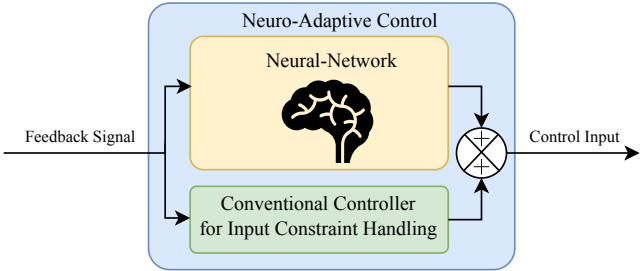 Neuro-Adaptive Control
Neural-Network
Feedback Signal
Control Input
+
+
Conventional Controller
for Input Constraint Handling